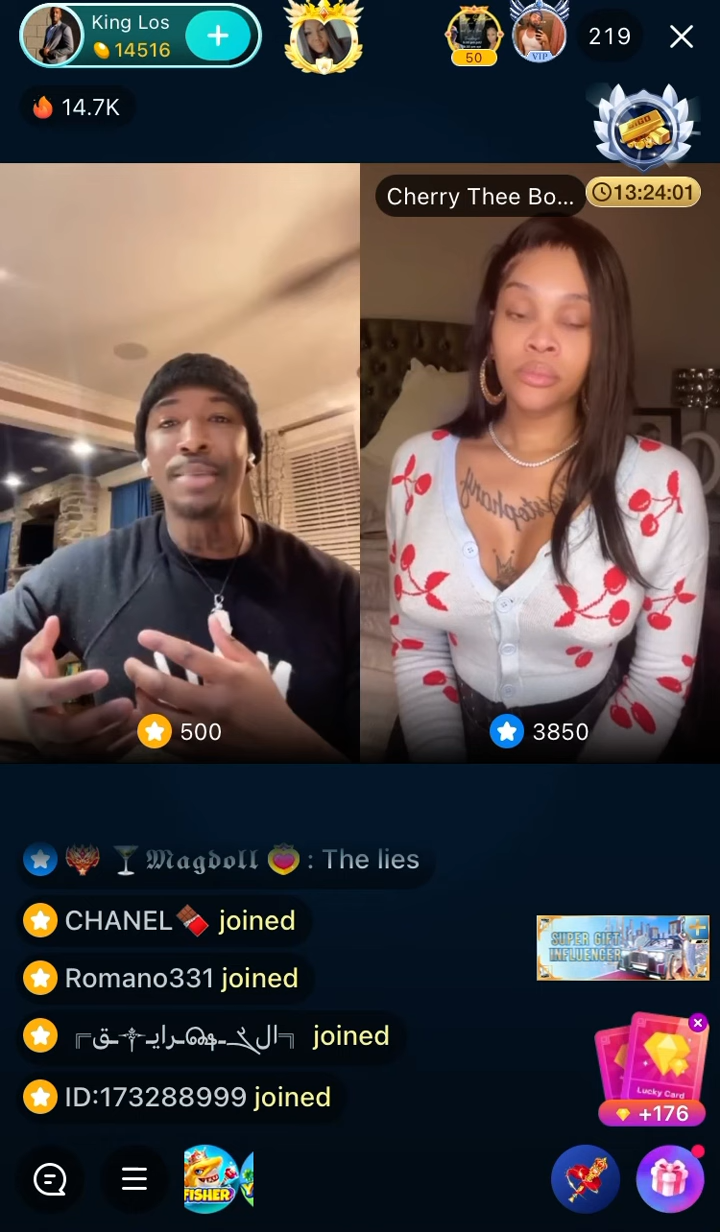 King Los
14516
50
VIP
219
14.7K
Cherry Thee Bo...
13:24:01
500
3850
𝕸𝖆𝖌𝖉𝖔𝖑𝖑 : The lies
CHANEL joined
Romano331 joined
joined
ID:173288999 joined
SUPER GIFT
INFLUENCER
Lucky Card
+176
FISHER